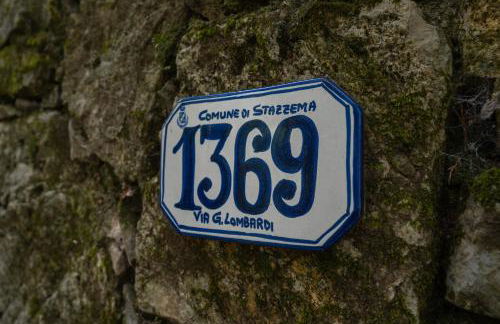 COMUNE DI STAZZEMA
1369
VIA G. LOMBARDI